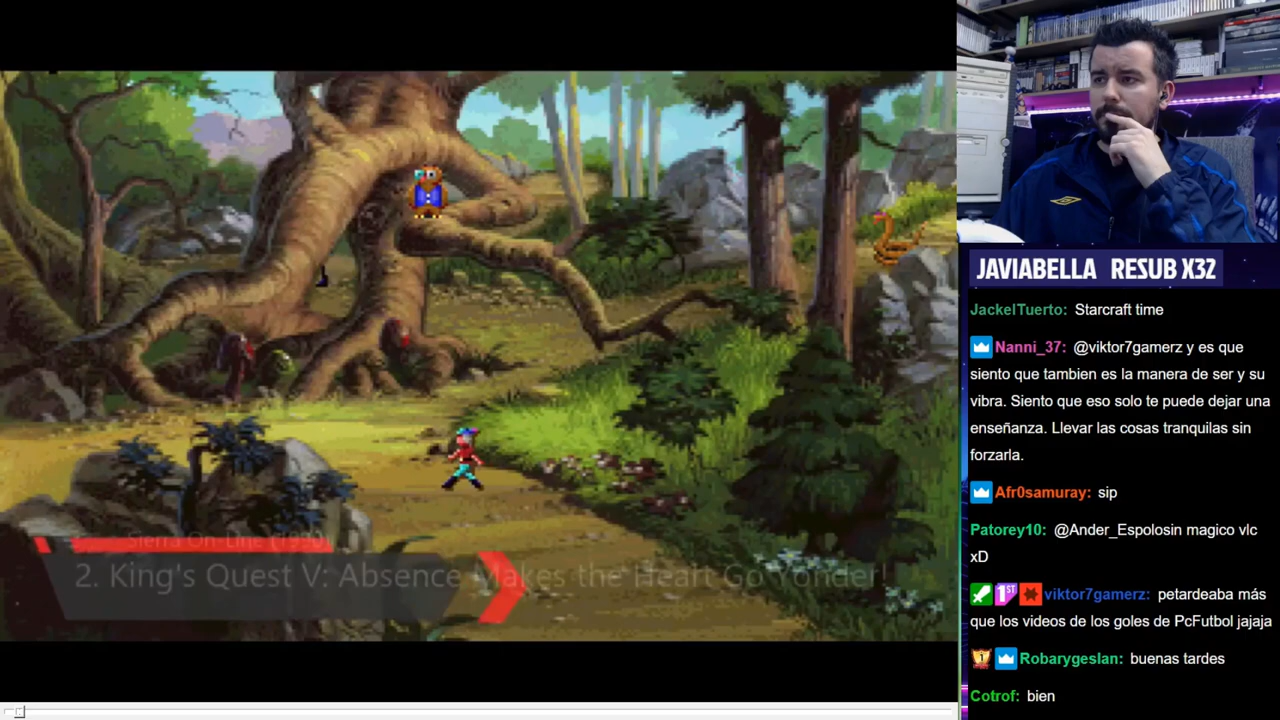 Sierra On-Line (1990)
2. King's Quest V: Absence Makes the Heart Go Yonder!
JAVIABELLA RESUB X32
JackelTuerto: Starcraft time
Nanni_37: @viktor7gamerz y es que
siento que tambien es la manera de ser y su
vibra. Siento que eso solo te puede dejar una
enseñanza. Llevar las cosas tranquilas sin
forzarla.
Afr0samuray: sip
Patorey10: @Ander_Espolosin magico vlc
xD
1ST viktor7gamerz: petardeaba más
que los videos de los goles de PcFutbol jajaja
1 Robarygeslan: buenas tardes
Cotrof: bien